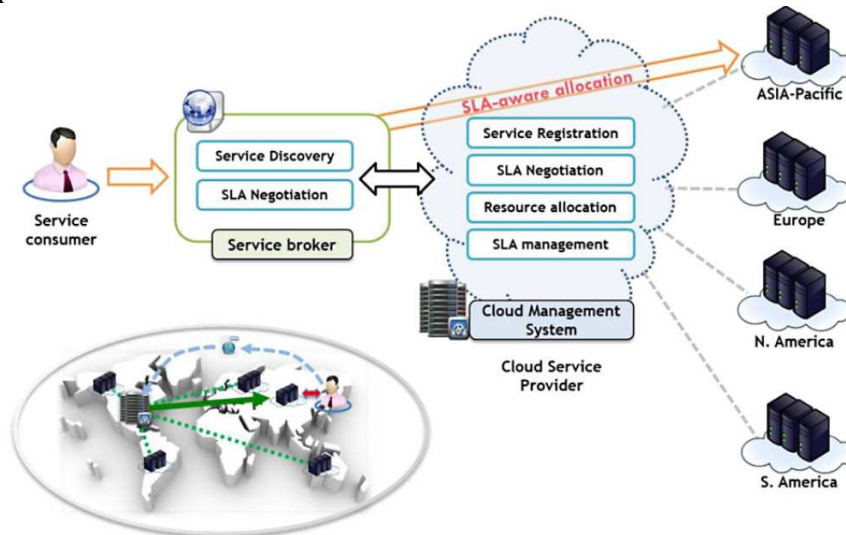 SLA-aware allocation
ASIA-Pacific
Service Discovery
SLA Negotiation
Service broker
Service
consumer
Service Registration
SLA Negotiation
Resource allocation
SLA management
Cloud Management
System
Cloud Service
Provider
Europe
N. America
S. America